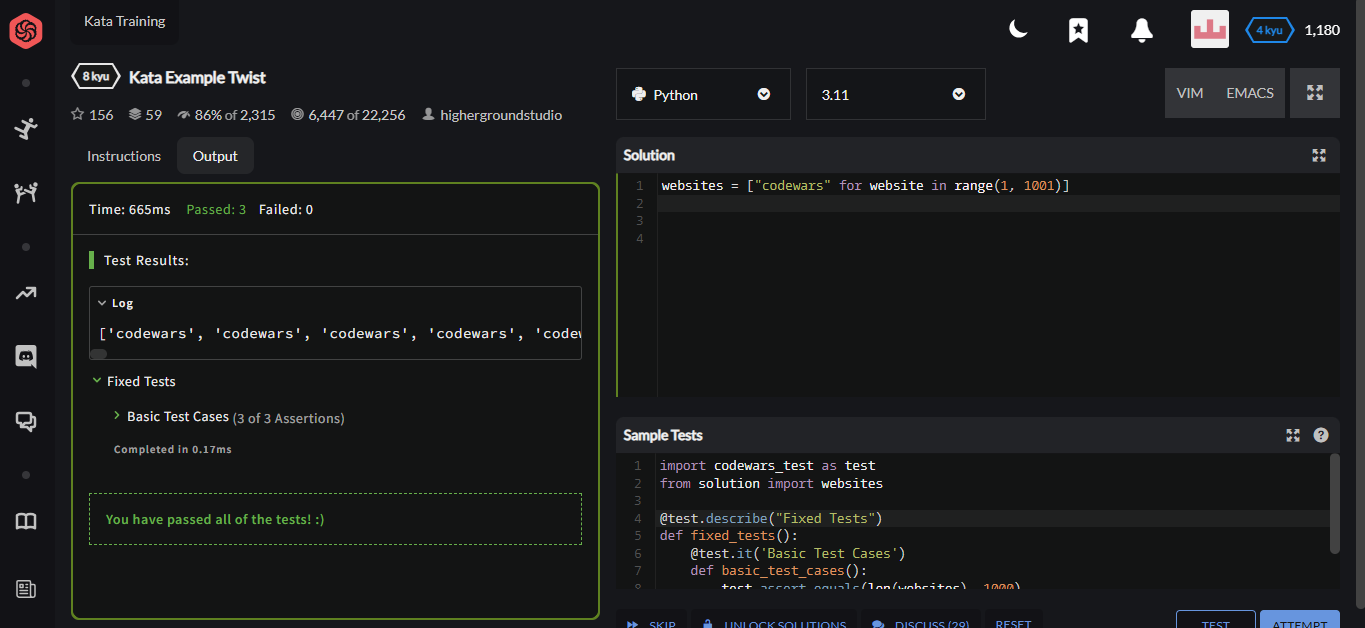 Kata Training
4 kyu 1,180
8 kyu Kata Example Twist
156 59 86% of 2,315 6,447 of 22,256 highergroundstudio
Instructions Output
Time: 665ms Passed: 3 Failed: 0
Test Results:
Log
['codewars', 'codewars', 'codewars', 'codewars', 'codew
Fixed Tests
Basic Test Cases (3 of 3 Assertions)
Completed in 0.17ms
You have passed all of the tests! :)
Python 3.11 VIM EMACS
Solution
1 websites = ["codewars" for website in range(1, 1001)]
2
3
4
Sample Tests
1 import codewars_test as test
2 from solution import websites
3
4 @test.describe("Fixed Tests")
5 def fixed_tests():
6 @test.it('Basic Test Cases')
7 def basic_test_cases():
8 test.assert_equals(len(websites), 1000)
SKIP UNLOCK SOLUTIONS DISCUSS (29) RESET TEST ATTEMPT